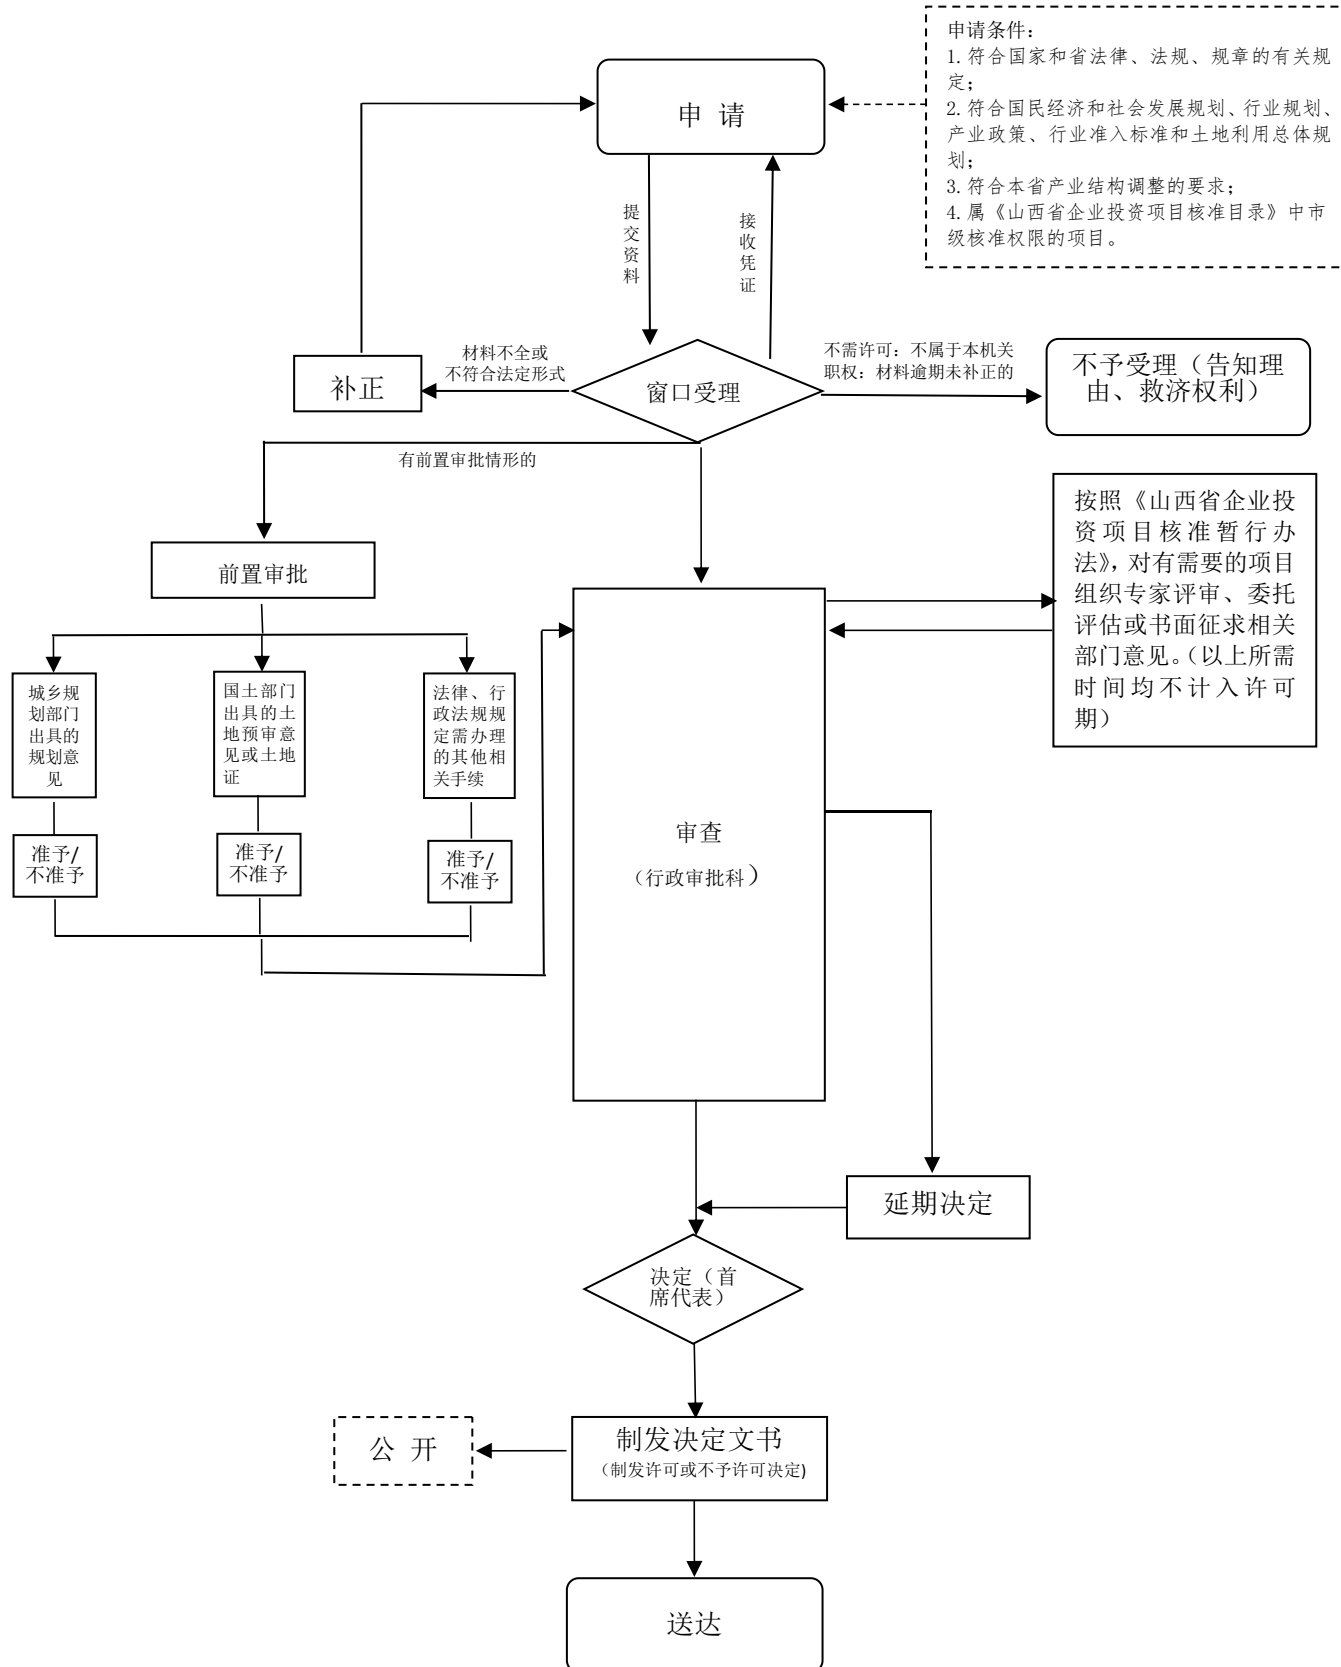 申请条件：
1.符合国家和省法律、法规、规章的有关规
定；
2.符合国民经济和社会发展规划、行业规划、
产业政策、行业准入标准和土地利用总体规
划；
3.符合本省产业结构调整的要求；
4.属《山西省企业投资项目核准目录》中市
级核准权限的项目。
申 请
提交资料
接收凭证
材料不全或
不符合法定形式
补正
窗口受理
不需许可：不属于本机关
职权：材料逾期未补正的
不予受理（告知理
由、救济权利）
有前置审批情形的
前置审批
按照《山西省企业投
资项目核准暂行办
法》，对有需要的项目
组织专家评审、委托
评估或书面征求相关
部门意见。（以上所需
时间均不计入许可
期）
城乡规
划部门
出具的
规划意
见
国土部门
出具的土
地预审意
见或土地
证
法律、行
政法规规
定需办理
的其他相
关手续
准予/
不准予
准予/
不准予
准予/
不准予
审查
（行政审批科）
延期决定
决定（首
席代表）
制发决定文书
（制发许可或不予许可决定)
公 开
送达